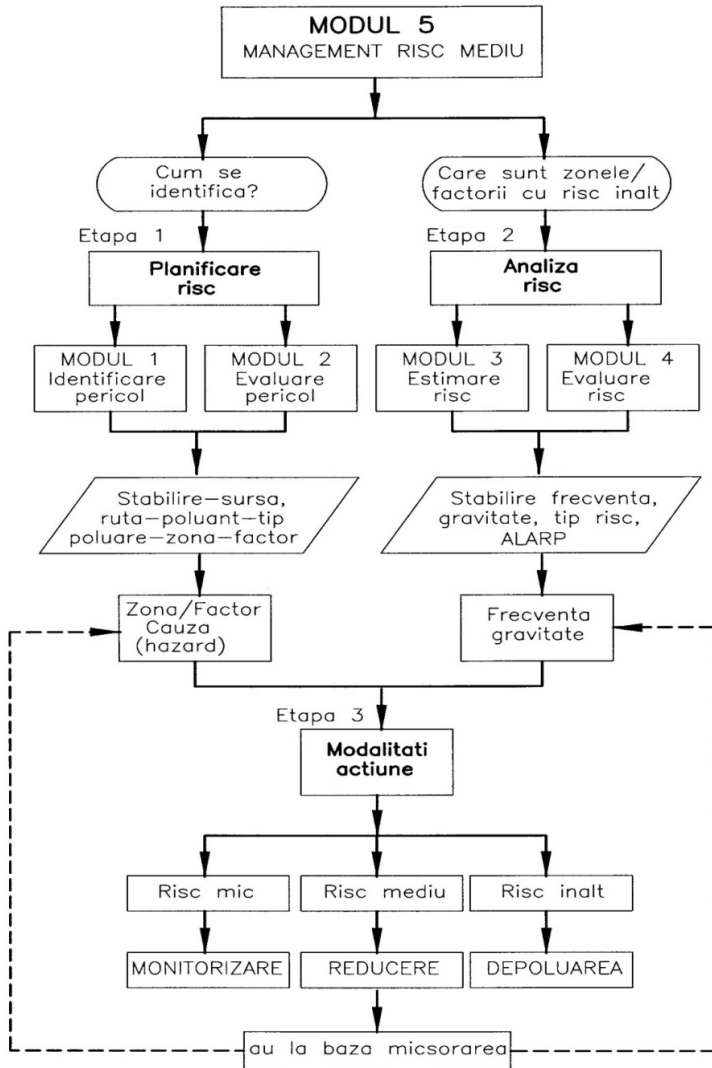 MODUL 5
MANAGEMENT RISC MEDIU
Cum se
identifica?
Care sunt zonele/
factorii cu risc inalt
Etapa 1
Etapa 2
Planificare
risc
Analiza
risc
MODUL 1
Identificare
pericol
MODUL 2
Evaluare
pericol
MODUL 3
Estimare
risc
MODUL 4
Evaluare
risc
Stabilire-sursa,
ruta-poluant-tip
poluare-zona-factor
Stabilire frecventa,
gravitate, tip risc,
ALARP
Zona/Factor
Cauza
(hazard)
Frecventa
gravitate
Etapa 3
Modalitati
actiune
Risc mic
Risc mediu
Risc inalt
MONITORIZARE
REDUCERE
DEPOLUAREA
au la baza micsorarea